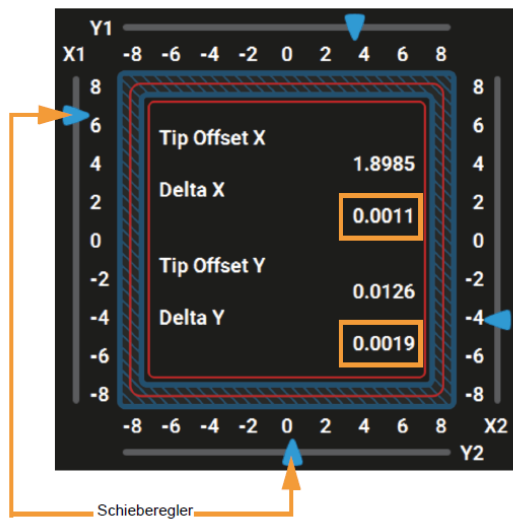 Y1
X1 -8 -6 -4 -2 0 2 4 6 8
8 8
6 6
Tip Offset X
4 1.8985 4
Delta X
2 0.0011 2
0 0
Tip Offset Y
-2 0.0126 -2
Delta Y
-4 -4
0.0019
-6 -6
-8 -8
-8 -6 -4 -2 0 2 4 6 8 X2
Y2
Schieberegler